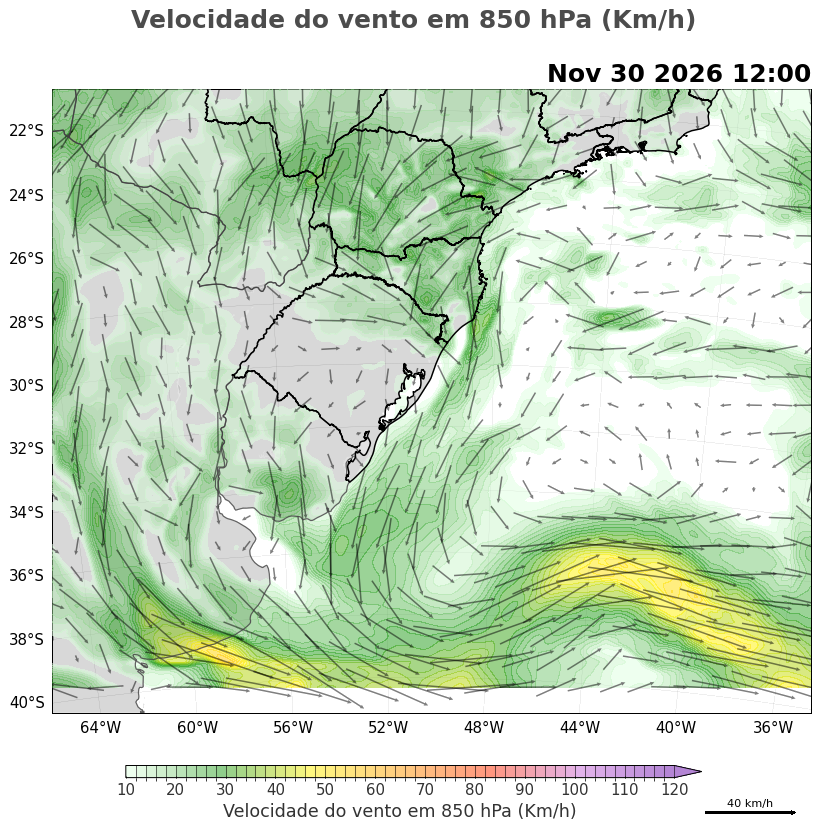 Velocidade do vento em 850 hPa (Km/h)
Nov 30 2026 12:00
22°S
24°S
26°S
28°S
30°S
32°S
34°S
36°S
38°S
40°S
64°W 60°W 56°W 52°W 48°W 44°W 40°W 36°W
10 20 30 40 50 60 70 80 90 100 110 120
Velocidade do vento em 850 hPa (Km/h)
40 km/h